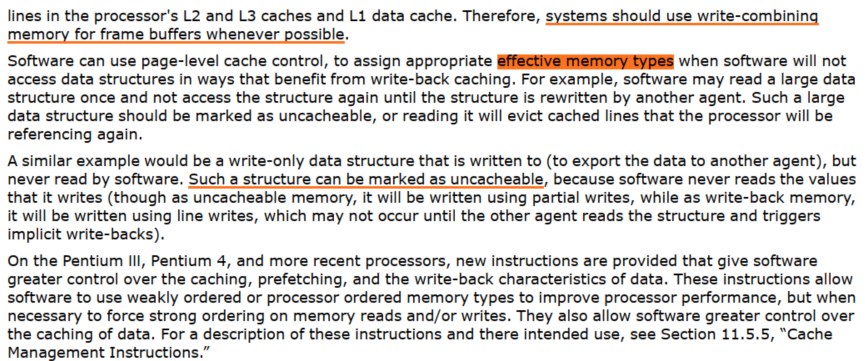 lines in the processor's L2 and L3 caches and L1 data cache. Therefore, systems should use write-combining
memory for frame buffers whenever possible.
Software can use page-level cache control, to assign appropriate effective memory types when software will not
access data structures in ways that benefit from write-back caching. For example, software may read a large data
structure once and not access the structure again until the structure is rewritten by another agent. Such a large
data structure should be marked as uncacheable, or reading it will evict cached lines that the processor will be
referencing again.
A similar example would be a write-only data structure that is written to (to export the data to another agent), but
never read by software. Such a structure can be marked as uncacheable, because software never reads the values
that it writes (though as uncacheable memory, it will be written using partial writes, while as write-back memory,
it will be written using line writes, which may not occur until the other agent reads the structure and triggers
implicit write-backs).
On the Pentium III, Pentium 4, and more recent processors, new instructions are provided that give software
greater control over the caching, prefetching, and the write-back characteristics of data. These instructions allow
software to use weakly ordered or processor ordered memory types to improve processor performance, but when
necessary to force strong ordering on memory reads and/or writes. They also allow software greater control over
the caching of data. For a description of these instructions and there intended use, see Section 11.5.5, “Cache
Management Instructions.”